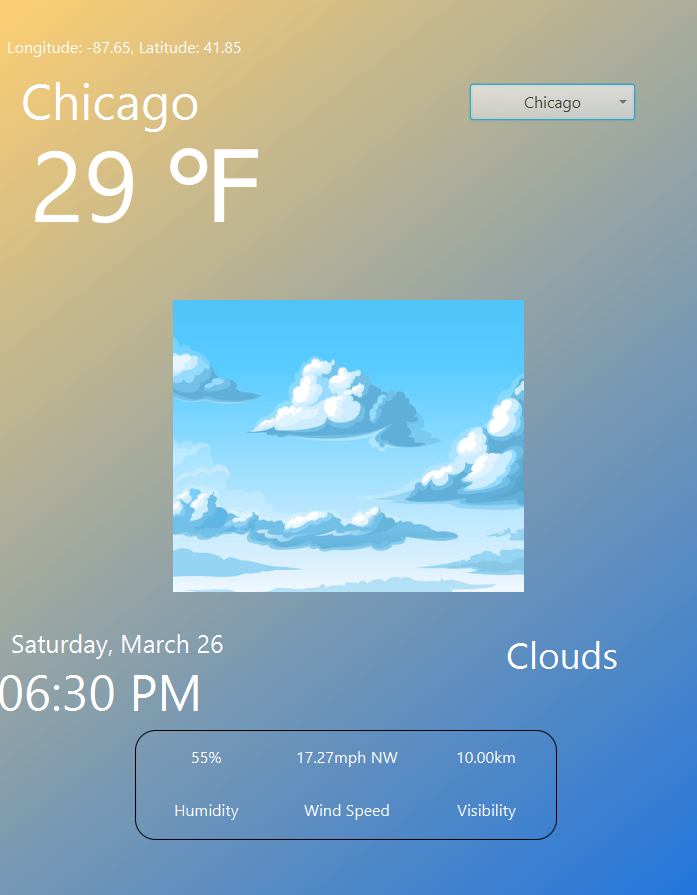 Longitude: -87.65, Latitude: 41.85
Chicago
Chicago
29 °F
Saturday, March 26
Clouds
06:30 PM
55% 17.27mph NW 10.00km
Humidity Wind Speed Visibility